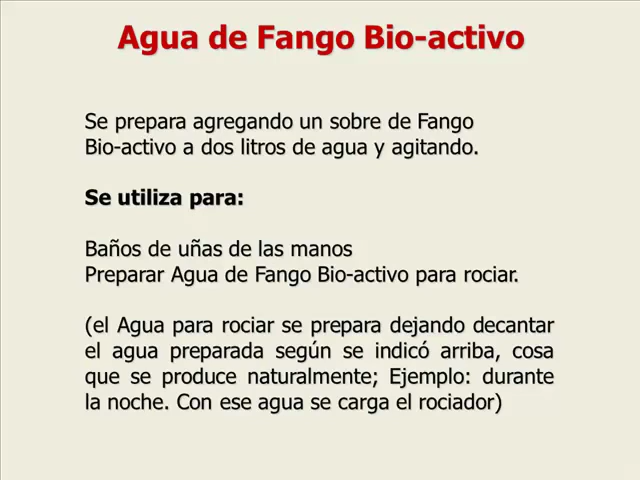 Agua de Fango Bio-activo
Se prepara agregando un sobre de Fango
Bio-activo a dos litros de agua y agitando.
Se utiliza para:
Baños de uñas de las manos
Preparar Agua de Fango Bio-activo para rociar.
(el Agua para rociar se prepara dejando decantar
el agua preparada según se indicó arriba, cosa
que se produce naturalmente; Ejemplo: durante
la noche. Con ese agua se carga el rociador)